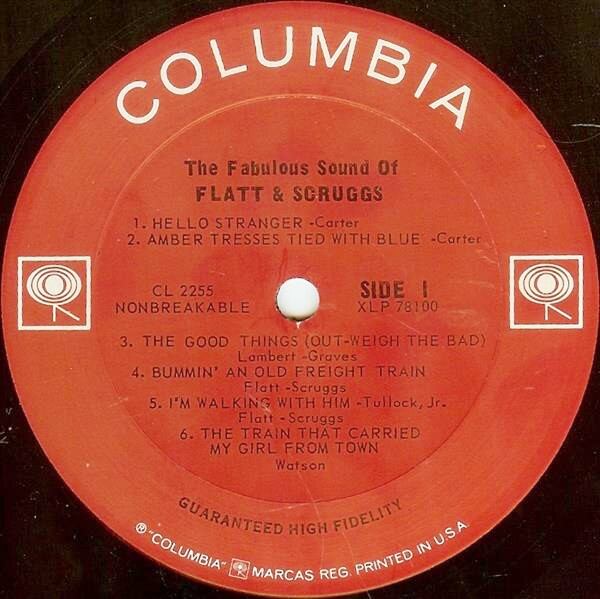 COLUMBIA
The Fabulous Sound Of
FLATT & SCRUGGS
1. HELLO STRANGER -Carter
2. AMBER TRESSES TIED WITH BLUE -Carter
CL 2255
NONBREAKABLE
SIDE 1
XLP 78100
3. THE GOOD THINGS (OUT-WEIGH THE BAD)
Lambert -Graves
4. BUMMIN' AN OLD FREIGHT TRAIN
Flatt -Scruggs
5. I'M WALKING WITH HIM -Tullock, Jr.
Flatt -Scruggs
6. THE TRAIN THAT CARRIED
MY GIRL FROM TOWN
Watson
GUARANTEED HIGH FIDELITY
® "COLUMBIA" MARCAS REG. PRINTED IN U.S.A.